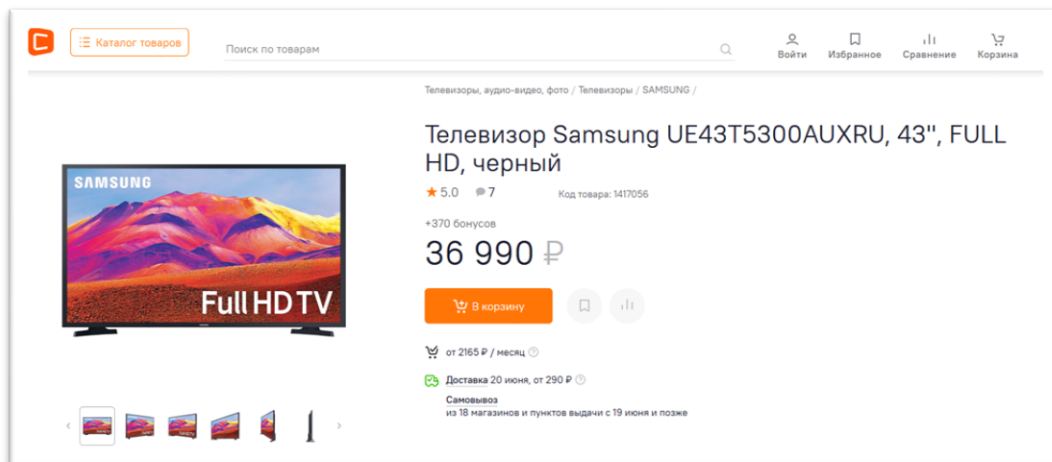 Каталог товаров
Поиск по товарам
Войти
Избранное
Сравнение
Корзина
Телевизоры, аудио-видео, фото / Телевизоры / SAMSUNG /
Телевизор Samsung UE43T5300AUXRU, 43", FULL
HD, черный
5.0 7 Код товара: 1417056
+370 бонусов
36 990 ₽
В корзину
от 2165 ₽ / месяц ?
Доставка 20 июня, от 290 ₽ ?
Самовывоз
из 18 магазинов и пунктов выдачи с 19 июня и позже
SAMSUNG
Full HD TV